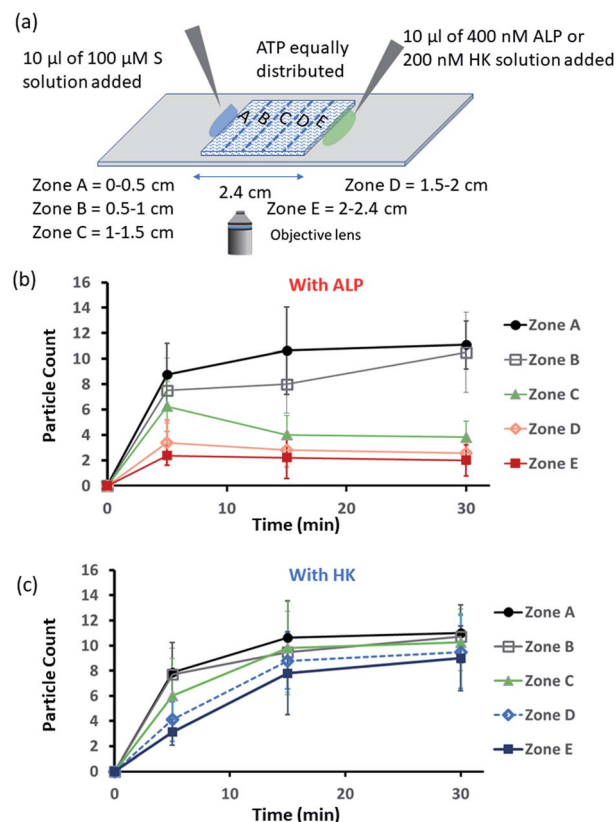 (a)
10 µl of 100 µM S
solution added
ATP equally
distributed
10 µl of 400 nM ALP or
200 nM HK solution added
A B C D E
Zone A = 0-0.5 cm
Zone B = 0.5-1 cm
Zone C = 1-1.5 cm
2.4 cm
Objective lens
Zone D = 1.5-2 cm
Zone E = 2-2.4 cm
(b)
With ALP
Particle Count
16
14
12
10
8
6
4
2
0
0 10 20 30
Time (min)
Zone A
Zone B
Zone C
Zone D
Zone E
(c)
With HK
Particle Count
16
14
12
10
8
6
4
2
0
0 10 20 30
Time (min)
Zone A
Zone B
Zone C
Zone D
Zone E